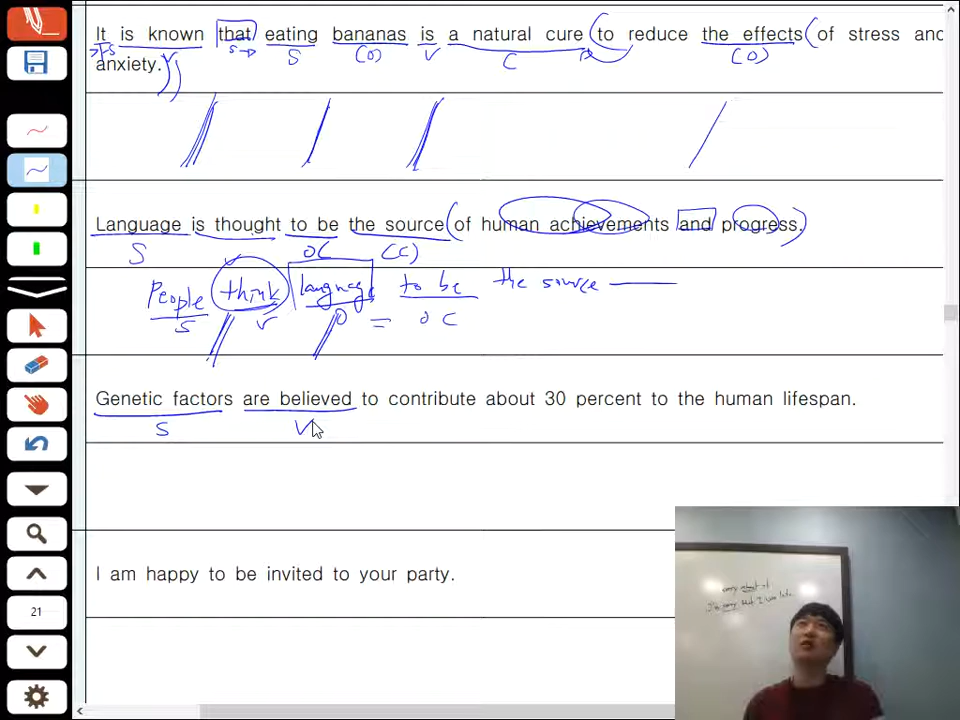 It is known that eating bananas is a natural cure to reduce the effects of stress and
→FS V S→ S (O) V C (O)
anxiety.
Language is thought to be the source of human achievements and progress.
S V OC (C)
People think language to be the source
S V O = OC
Genetic factors are believed to contribute about 30 percent to the human lifespan.
S V
I am happy to be invited to your party.
21